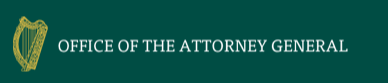 OFFICE OF THE ATTORNEY GENERAL